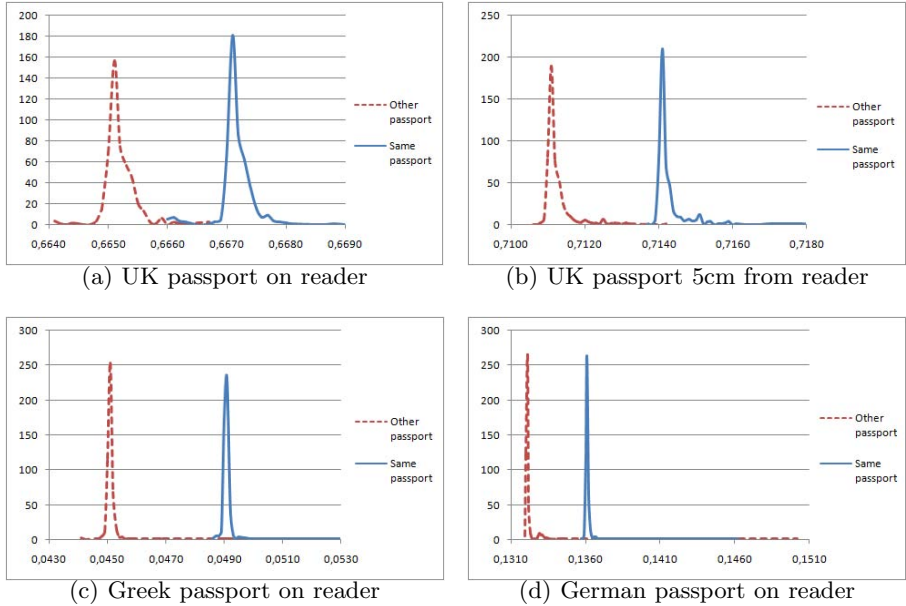 200
180
160
140
120
100
80
60
40
20
0
0,6640 0,6650 0,6660 0,6670 0,6680 0,6690
Other
passport
Same
passport
(a) UK passport on reader
250
200
150
100
50
0
0,7100 0,7120 0,7140 0,7160 0,7180
Other
passport
Same
passport
(b) UK passport 5cm from reader
300
250
200
150
100
50
0
0,0430 0,0450 0,0470 0,0490 0,0510 0,0530
Other
passport
Same
passport
(c) Greek passport on reader
300
250
200
150
100
50
0
0,1310 0,1360 0,1410 0,1460 0,1510
Other
passport
Same
passport
(d) German passport on reader